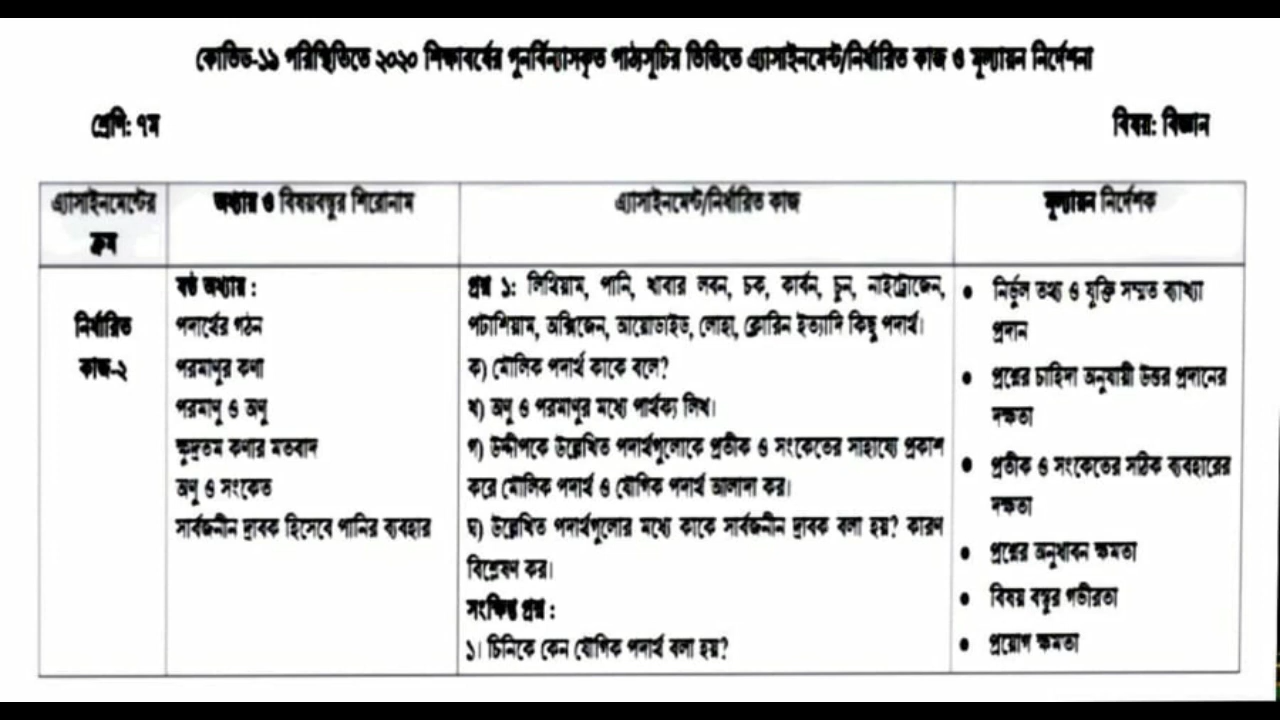 কোভিড-১৯ পরিস্থিতিতে ২০২০ শিক্ষাবর্ষের পুনর্বিন্যাসকৃত পাঠ্যসূচির ভিত্তিতে এ্যাসাইনমেন্ট/নির্ধারিত কাজ ও মূল্যায়ন নির্দেশনা
শ্রেণি: ৭ম
বিষয়: বিজ্ঞান
এ্যাসাইনমেন্টের
ক্রম
অধ্যায় ও বিষয়বস্তুর শিরোনাম
এ্যাসাইনমেন্ট/নির্ধারিত কাজ
মূল্যায়ন নির্দেশক
নির্ধারিত
কাজ-২
ষষ্ঠ অধ্যায় :
পদার্থের গঠন
পরমাণুর কণা
পরমাণু ও অণু
ক্ষুদ্রতম কণার মতবাদ
অণু ও সংকেত
সার্বজনীন দ্রাবক হিসেবে পানির ব্যবহার
প্রশ্ন ১: লিথিয়াম, পানি, খাবার লবন, চক, কার্বন, চুন, নাইট্রোজেন,
পটাশিয়াম, অক্সিজেন, আয়োডাইড, লোহা, ক্লোরিন ইত্যাদি কিছু পদার্থ।
ক) মৌলিক পদার্থ কাকে বলে?
খ) অণু ও পরমাণুর মধ্যে পার্থক্য লিখ।
গ) উদ্দীপকে উল্লেখিত পদার্থগুলোকে প্রতীক ও সংকেতের সাহায্যে প্রকাশ
করে মৌলিক পদার্থ ও যৌগিক পদার্থ আলাদা কর।
ঘ) উল্লেখিত পদার্থগুলোর মধ্যে কাকে সার্বজনীন দ্রাবক বলা হয়? কারণ
বিশ্লেষণ কর।
সংক্ষিপ্ত প্রশ্ন :
১। চিনিকে কেন যৌগিক পদার্থ বলা হয়?
● নির্ভুল তথ্য ও যুক্তি সম্মত ব্যাখ্যা
প্রদান
● প্রশ্নের চাহিদা অনুযায়ী উত্তর প্রদানের
দক্ষতা
● প্রতীক ও সংকেতের সঠিক ব্যবহারের
দক্ষতা
● প্রশ্নের অনুধাবন ক্ষমতা
● বিষয় বস্তুর গভীরতা
● প্রয়োগ ক্ষমতা